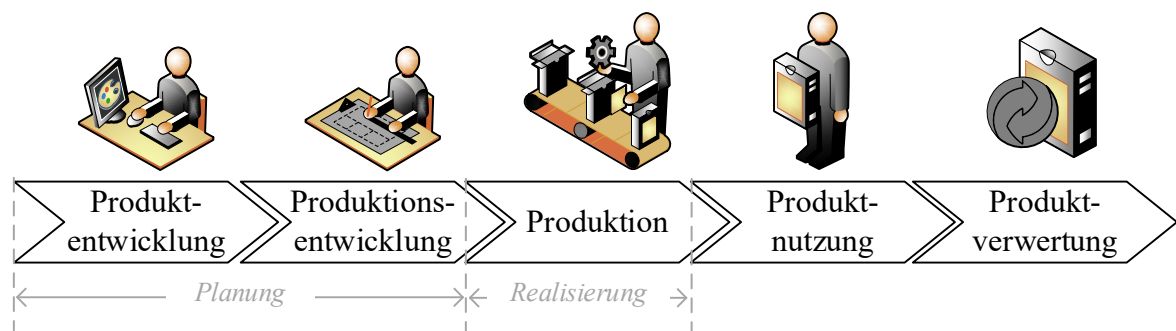 Produkt-
entwicklung
Produktions-
entwicklung
Produktion
Produkt-
nutzung
Produkt-
verwertung
Planung
Realisierung